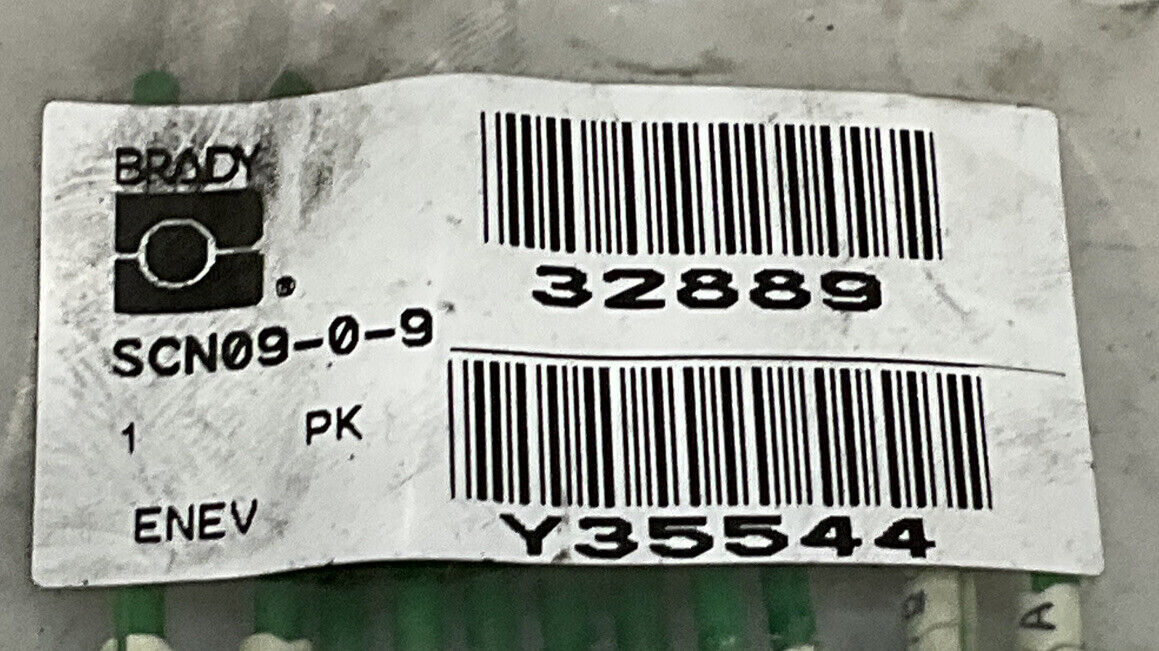 BRADY
®
SCN09-0-9
1 PK
ENEV
32889
Y35544
A